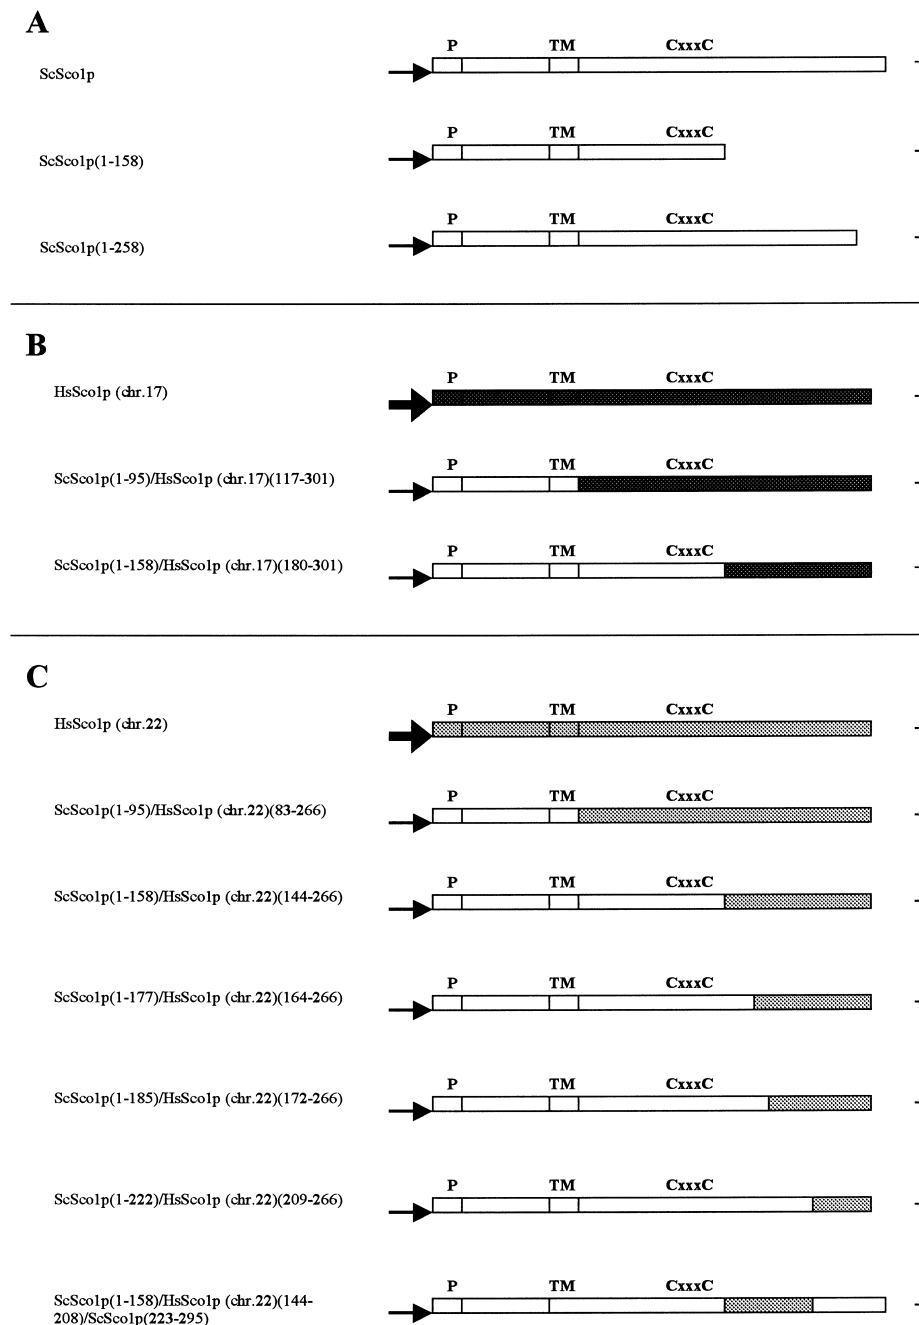 A
P TM CxxxC
ScSco1p
P TM CxxxC
ScSco1p(1-158)
P TM CxxxC
ScSco1p(1-258)
B
P TM CxxxC
HsSco1p (chr.17)
P TM CxxxC
ScSco1p(1-95)/HsSco1p (chr.17)(117-301)
P TM CxxxC
ScSco1p(1-158)/HsSco1p (chr.17)(180-301)
C
P TM CxxxC
HsSco1p (chr.22)
P TM CxxxC
ScSco1p(1-95)/HsSco1p (chr.22)(83-266)
P TM CxxxC
ScSco1p(1-158)/HsSco1p (chr.22)(144-266)
P TM CxxxC
ScSco1p(1-177)/HsSco1p (chr.22)(164-266)
P TM CxxxC
ScSco1p(1-185)/HsSco1p (chr.22)(172-266)
P TM CxxxC
ScSco1p(1-222)/HsSco1p (chr.22)(209-266)
P TM CxxxC
ScSco1p(1-158)/HsSco1p (chr.22)(144-
208)/ScSco1p(223-295)